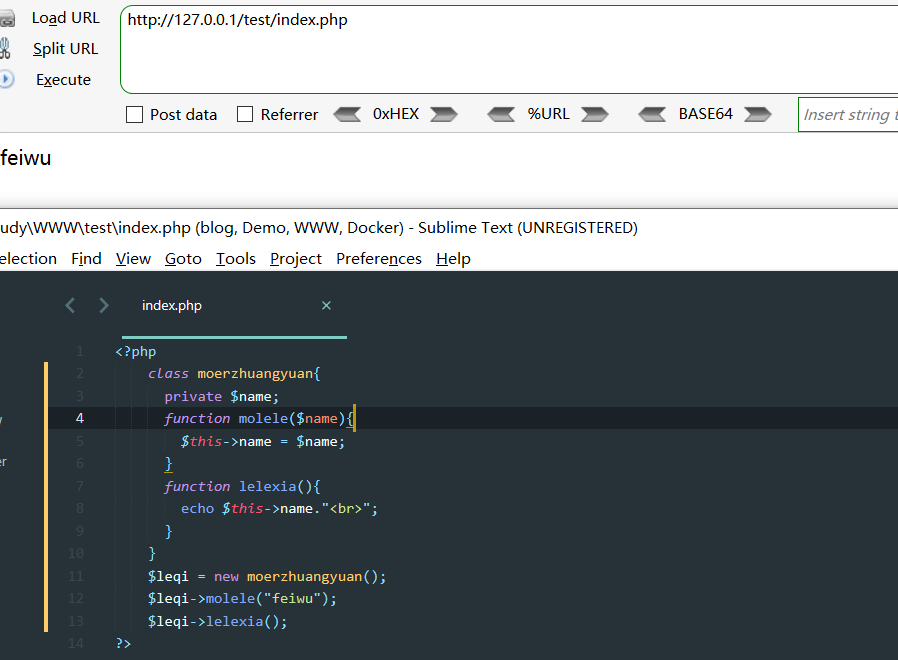 Load URL
http://127.0.0.1/test/index.php
Split URL
Execute
Post data Referrer 0xHEX %URL BASE64 Insert string t
feiwu
udy\WWW\test\index.php (blog, Demo, WWW, Docker) - Sublime Text (UNREGISTERED)
election Find View Goto Tools Project Preferences Help
index.php ×
1 <?php
2 class moerzhuangyuan{
3 private $name;
4 function molele($name){
5 $this->name = $name;
6 }
7 function lelexia(){
8 echo $this->name."<br>";
9 }
10 }
11 $leqi = new moerzhuangyuan();
12 $leqi->molele("feiwu");
13 $leqi->lelexia();
14 ?>
er